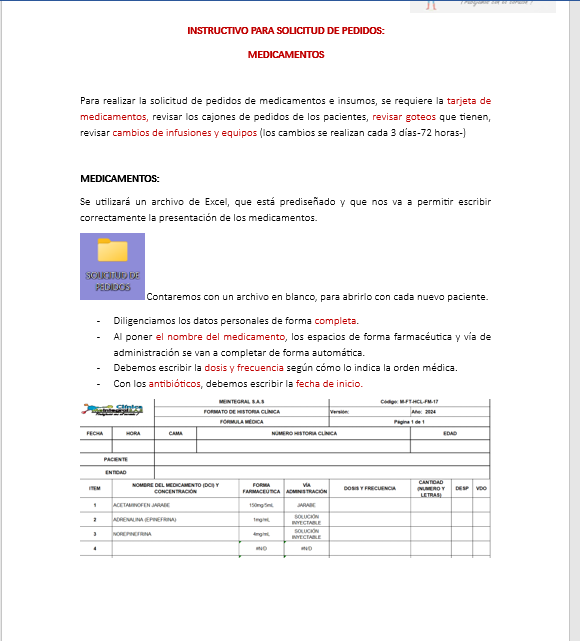 INSTRUCTIVO PARA SOLICITUD DE PEDIDOS:
MEDICAMENTOS
Para realizar la solicitud de pedidos de medicamentos e insumos, se requiere la tarjeta de
medicamentos, revisar los cajones de pedidos de los pacientes, revisar goteos que tienen,
revisar cambios de infusiones y equipos (los cambios se realizan cada 3 días-72 horas-)
MEDICAMENTOS:
Se utilizará un archivo de Excel, que está prediseñado y que nos va a permitir escribir
correctamente la presentación de los medicamentos.
SOLICITUD DE
PEDIDOS
Contaremos con un archivo en blanco, para abrirlo con cada nuevo paciente.
- Diligenciamos los datos personales de forma completa.
- Al poner el nombre del medicamento, los espacios de forma farmacéutica y vía de
administración se van a completar de forma automática.
- Debemos escribir la dosis y frecuencia según cómo lo indica la orden médica.
- Con los antibióticos, debemos escribir la fecha de inicio.
MEINTEGRAL S.A.S Código: M-FT-HCL-FM-17
FORMATO DE HISTORIA CLÍNICA Versión: Año: 2024
FÓRMULA MÉDICA Página 1 de 1
FECHA HORA CAMA NÚMERO HISTORIA CLÍNICA EDAD
PACIENTE
ENTIDAD
ITEM NOMBRE DEL MEDICAMENTO (DCI) Y CONCENTRACIÓN FORMA FARMACEÚTICA VIA ADMINISTRACIÓN DOSIS Y FRECUENCIA CANTIDAD (NUMERO Y LETRAS) DESP VDO
1 ACETAMINOFEN JARABE 150mg/5mL JARABE
2 ADRENALINA (EPINEFRINA) 1mg/mL SOLUCIÓN INYECTABLE
3 NOREPINEFRINA 4mg/mL SOLUCIÓN INYECTABLE
4 #N/D #N/D